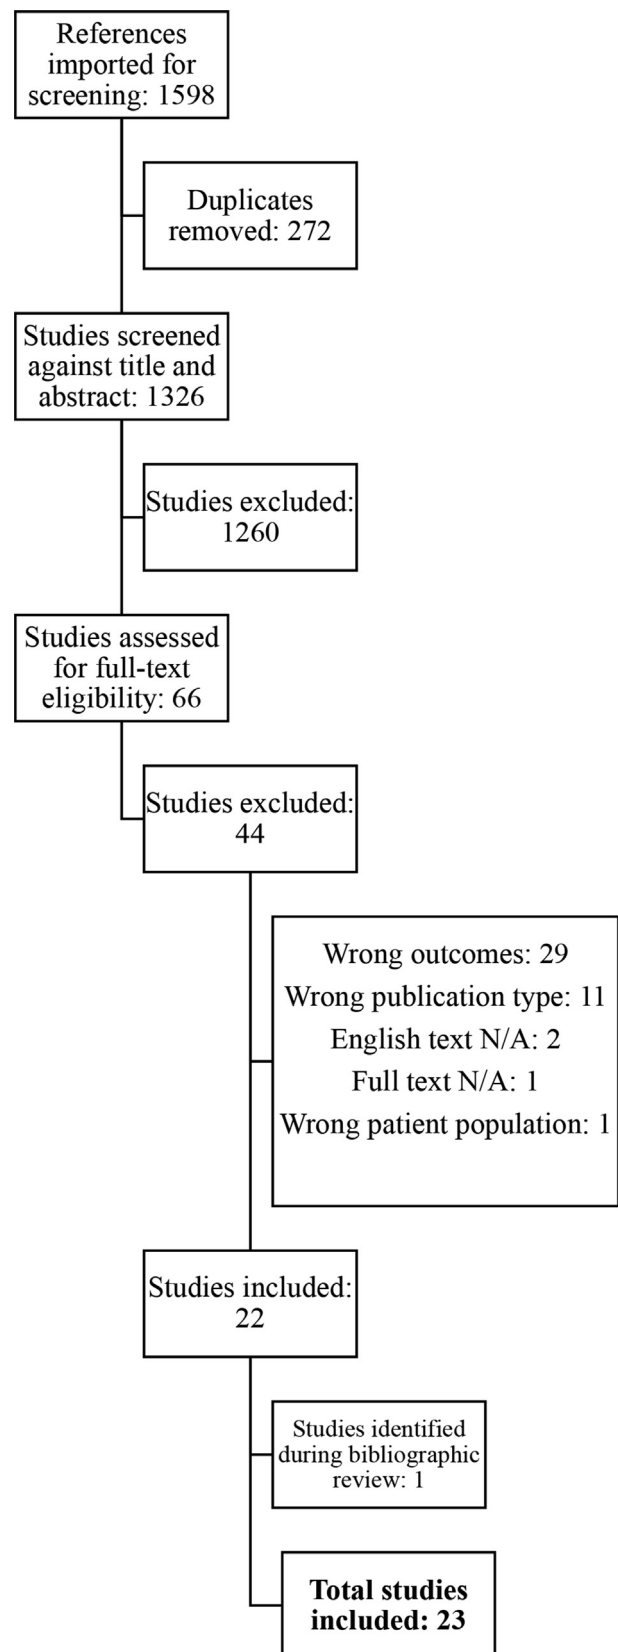 References
imported for
screening: 1598
Duplicates
removed: 272
Studies screened
against title and
abstract: 1326
Studies excluded:
1260
Studies assessed
for full-text
eligibility: 66
Studies excluded:
44
Wrong outcomes: 29
Wrong publication type: 11
English text N/A: 2
Full text N/A: 1
Wrong patient population: 1
Studies included:
22
Studies identified
during bibliographic
review: 1
Total studies
included: 23